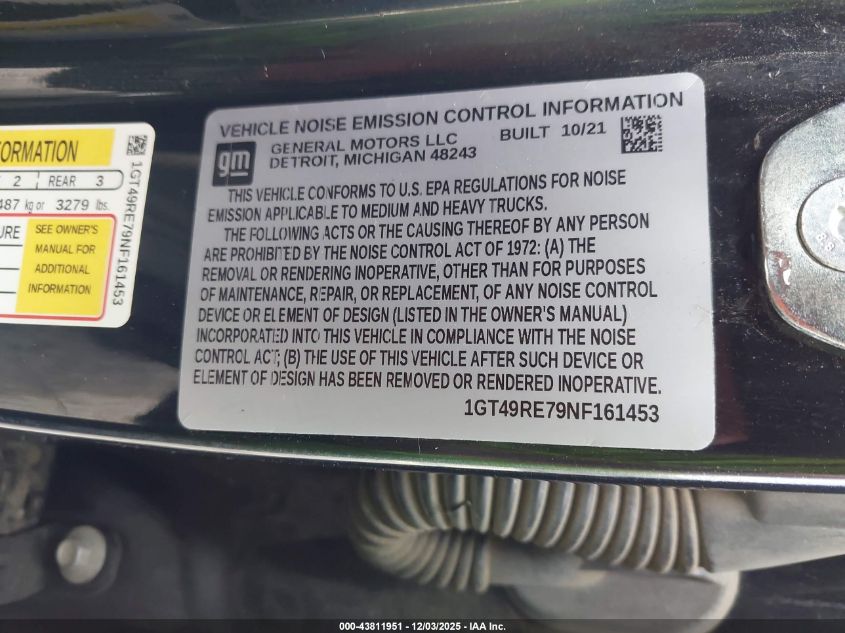 ORMATION
2 REAR 3
487 kg or 3279 lbs.
URE
SEE OWNER'S
MANUAL FOR
ADDITIONAL
INFORMATION
1GT49RE79NF161453
VEHICLE NOISE EMISSION CONTROL INFORMATION
gm
GENERAL MOTORS LLC BUILT 10/21
DETROIT, MICHIGAN 48243
THIS VEHICLE CONFORMS TO U.S. EPA REGULATIONS FOR NOISE
EMISSION APPLICABLE TO MEDIUM AND HEAVY TRUCKS.
THE FOLLOWING ACTS OR THE CAUSING THEREOF BY ANY PERSON
ARE PROHIBITED BY THE NOISE CONTROL ACT OF 1972: (A) THE
REMOVAL OR RENDERING INOPERATIVE, OTHER THAN FOR PURPOSES
OF MAINTENANCE, REPAIR, OR REPLACEMENT, OF ANY NOISE CONTROL
DEVICE OR ELEMENT OF DESIGN (LISTED IN THE OWNER'S MANUAL)
INCORPORATED INTO THIS VEHICLE IN COMPLIANCE WITH THE NOISE
CONTROL ACT; (B) THE USE OF THIS VEHICLE AFTER SUCH DEVICE OR
ELEMENT OF DESIGN HAS BEEN REMOVED OR RENDERED INOPERATIVE.
1GT49RE79NF161453
000-43811951 - 12/03/2025 - IAA Inc.